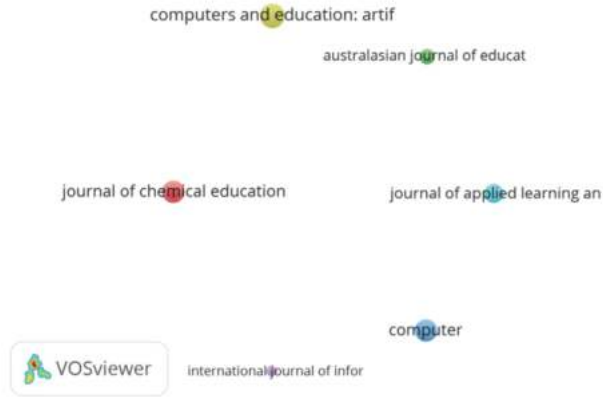 computers and education: artif
australasian journal of educat
journal of chemical education
journal of applied learning an
computer
VOSviewer
international journal of infor